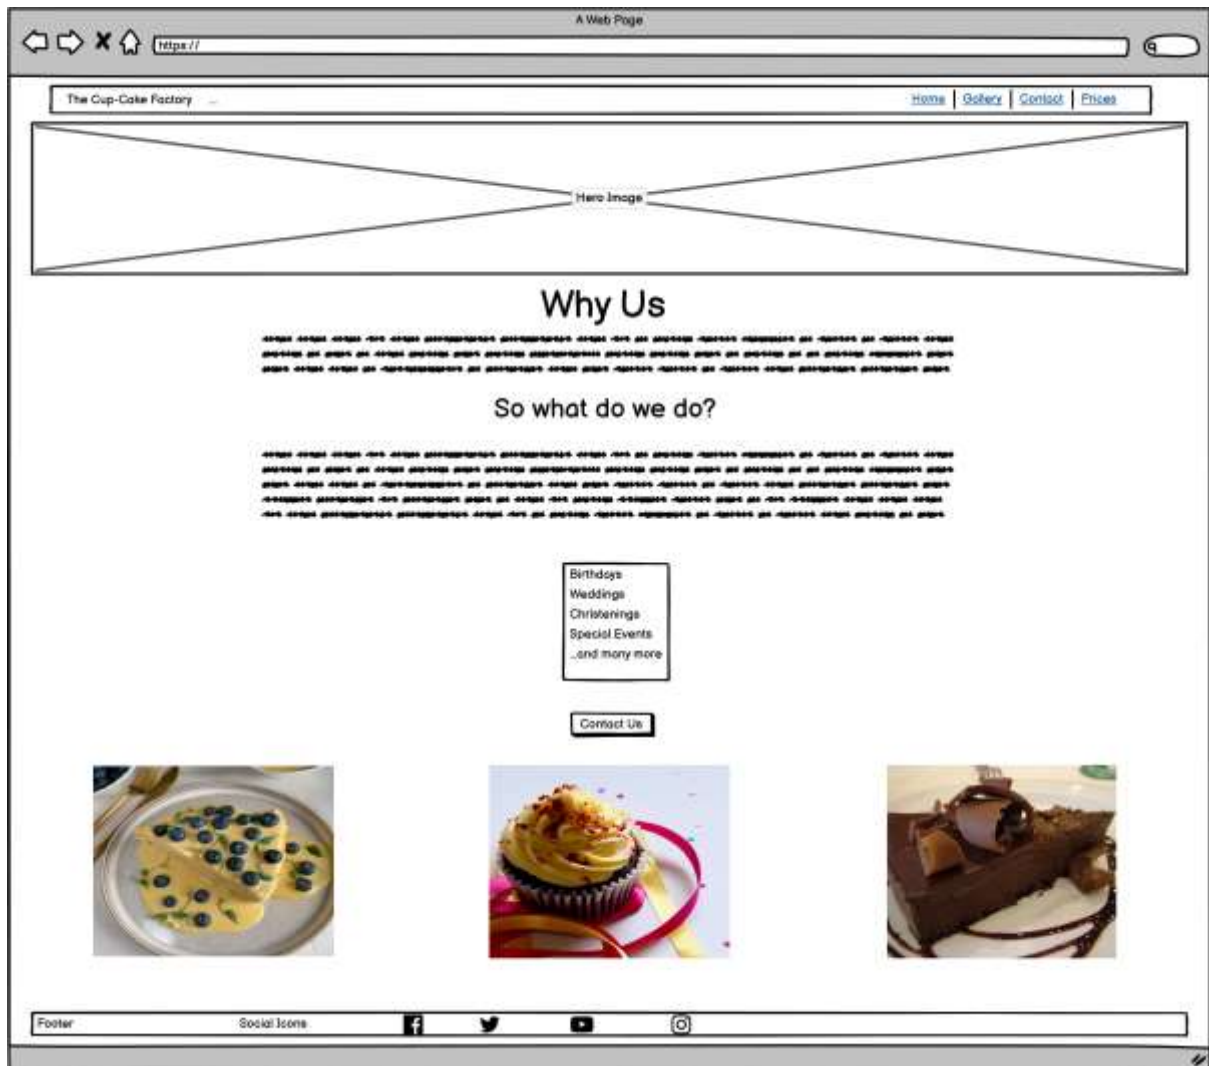 A Web Page
https://
The Cup-Cake Factory ...
Home Gallery Contact Prices
Hero Image
Why Us
So what do we do?
Birthdays
Weddings
Christenings
Special Events
...and many more
Contact Us
Footer Social Icons